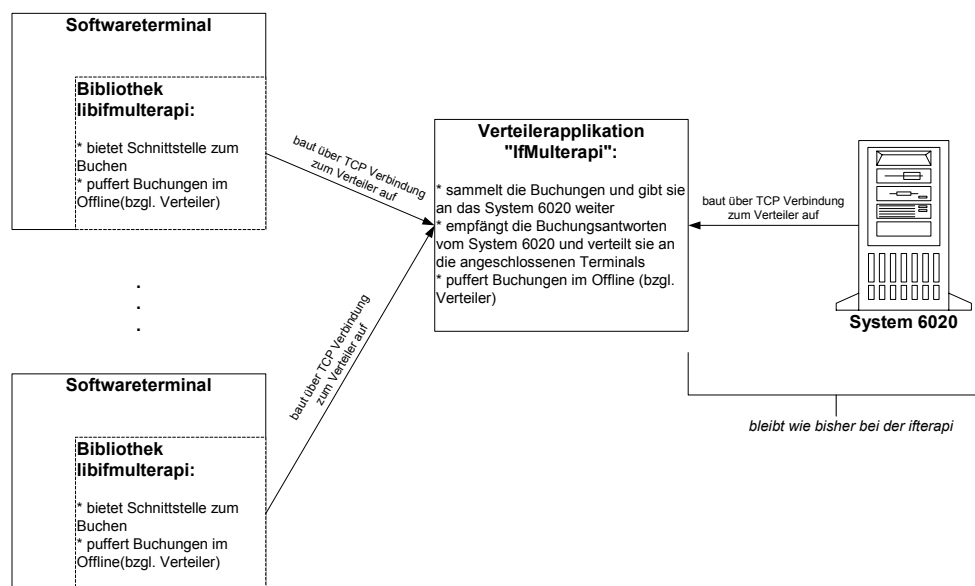 Softwareterminal
Bibliothek
libifmulterapi:
* bietet Schnittstelle zum
Buchen
* puffert Buchungen im
Offline(bzgl. Verteiler)
baut über TCP Verbindung
zum Verteiler auf
Verteilerapplikation
"IfMulterapi":
* sammelt die Buchungen und gibt sie
an das System 6020 weiter
* empfängt die Buchungsantworten
vom System 6020 und verteilt sie an
die angeschlossenen Terminals
* puffert Buchungen im Offline (bzgl.
Verteiler)
baut über TCP Verbindung
zum Verteiler auf
System 6020
bleibt wie bisher bei der ifterapi
.
.
.
baut über TCP Verbindung
zum Verteiler auf
Softwareterminal
Bibliothek
libifmulterapi:
* bietet Schnittstelle zum
Buchen
* puffert Buchungen im
Offline(bzgl. Verteiler)